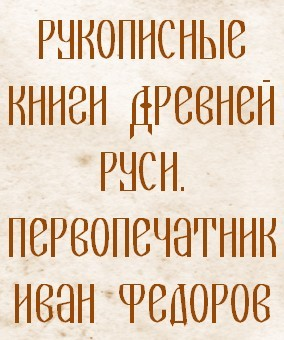 РУКОПИСНЫЕ
КНИГИ ДРЕВНЕЙ
РУСИ.
ПЕРВОПЕЧАТНИК
ИВАН ФЕДОРОВ